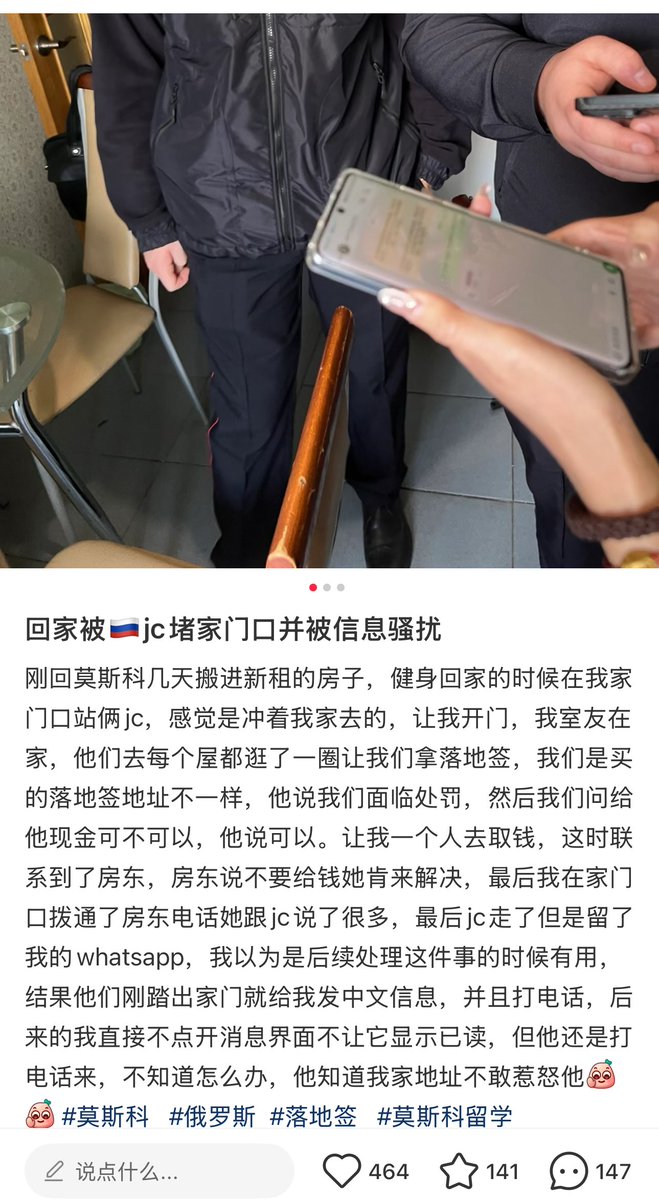 回家被🇷🇺jc堵家门口并被信息骚扰
刚回莫斯科几天搬进新租的房子，健身回家的时候在我家
门口站俩jc，感觉是冲着我家去的，让我开门，我室友在
家，他们去每个屋都逛了一圈让我们拿落地签，我们是买
的落地签地址不一样，他说我们面临处罚，然后我们问给
他现金可不可以，他说可以。让我一个人去取钱，这时联
系到了房东，房东说不要给钱她肯来解决，最后我在家门
口拨通了房东电话她跟jc说了很多，最后jc走了但是留了
我的whatsapp，我以为是后续处理这件事的时候有用，
结果他们刚踏出家门就给我发中文信息，并且打电话，后
来的我直接不点开消息界面不让它显示已读，但他还是打
电话来，不知道怎么办，他知道我家地址不敢惹怒他
#莫斯科 #俄罗斯 #落地签 #莫斯科留学
说点什么... 464 141 147